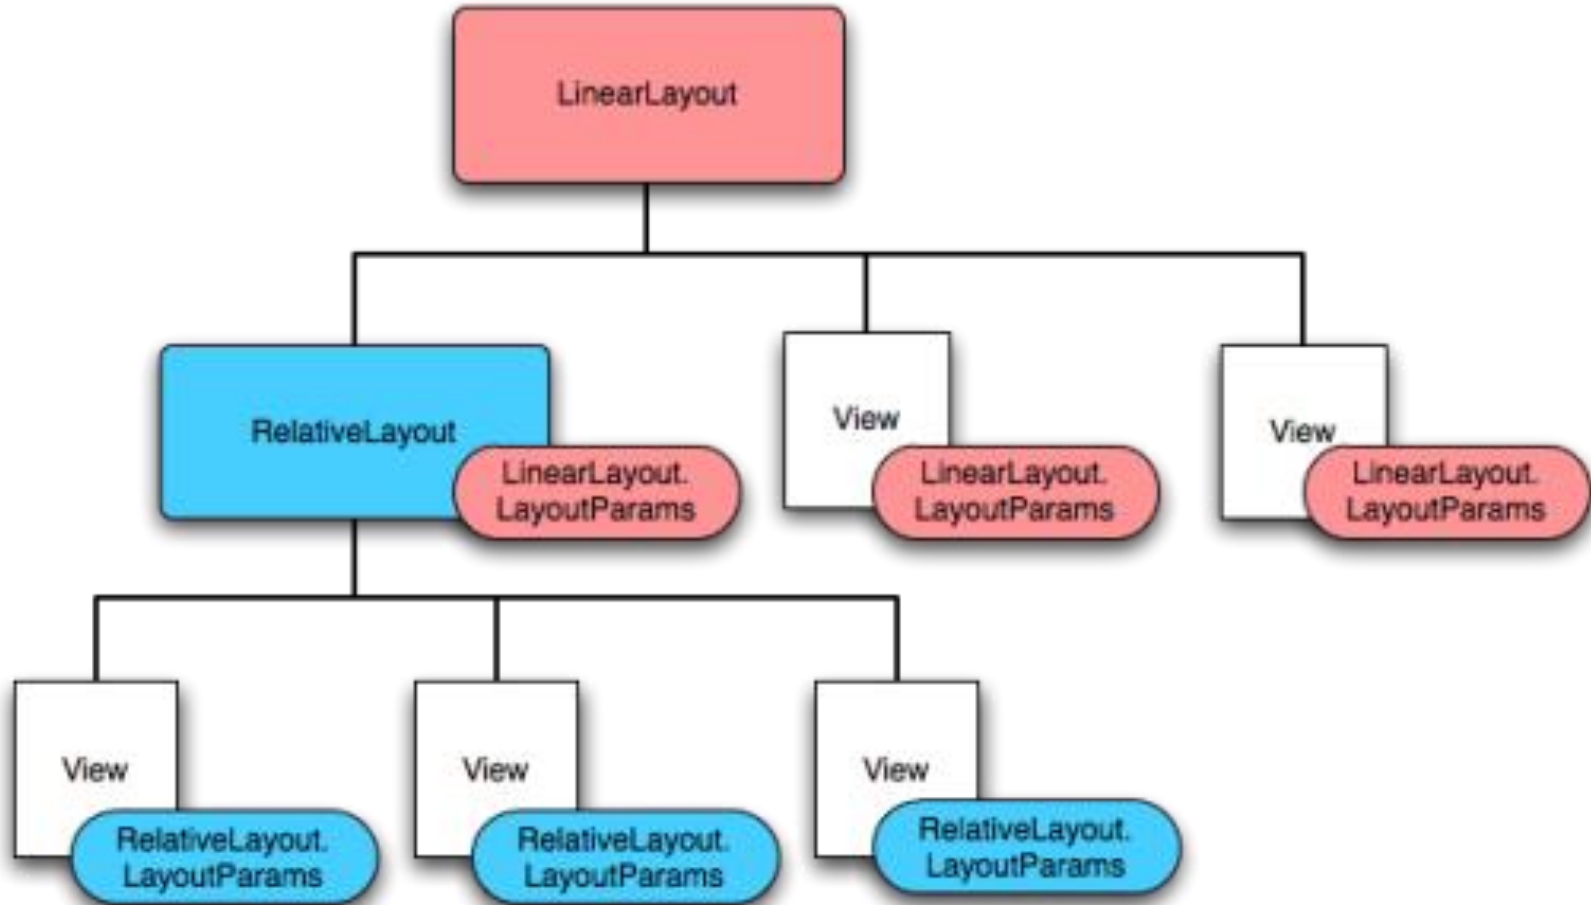 LinearLayout
RelativeLayout
LinearLayout.
LayoutParams
View
LinearLayout.
LayoutParams
View
LinearLayout.
LayoutParams
View
RelativeLayout.
LayoutParams
View
RelativeLayout.
LayoutParams
View
RelativeLayout.
LayoutParams